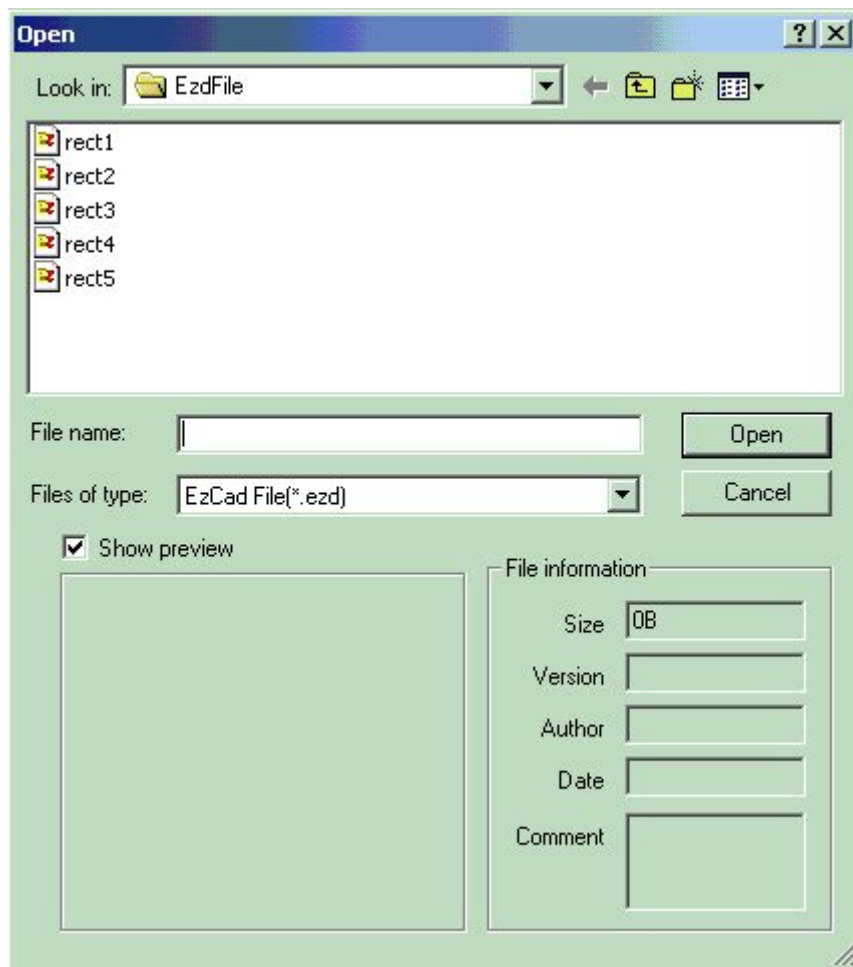 Open
Look in: EzdFile
rect1
rect2
rect3
rect4
rect5
File name: Open
Files of type: EzCad File(*.ezd) Cancel
Show preview
File information
Size 0B
Version
Author
Date
Comment